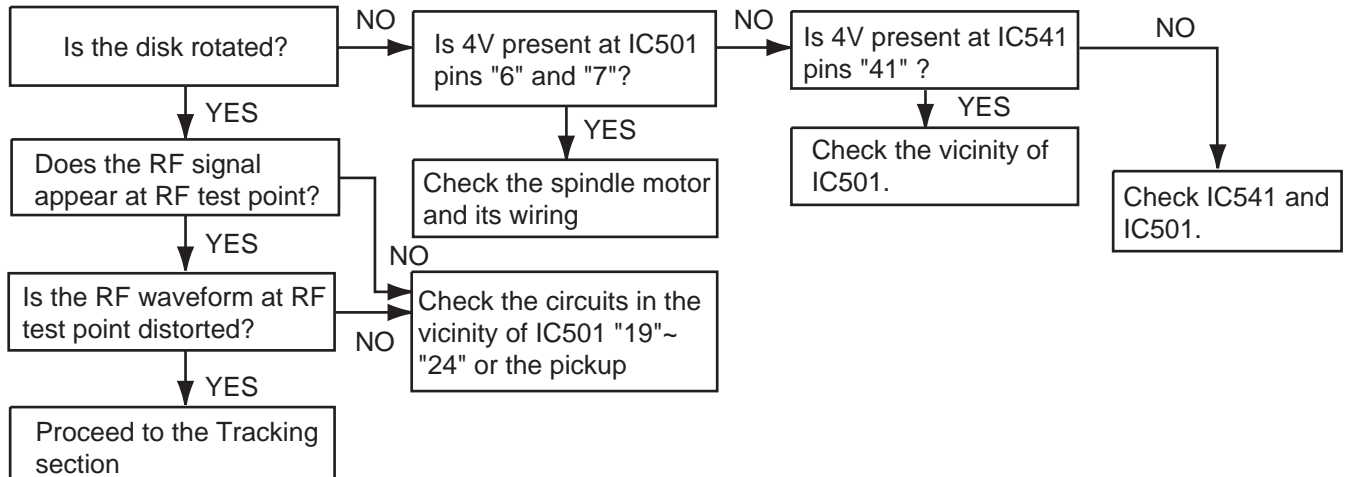 Is the disk rotated?
NO
Is 4V present at IC501
pins "6" and "7"?
NO
Is 4V present at IC541
pins "41" ?
NO
YES
YES
YES
Does the RF signal
appear at RF test point?
Check the spindle motor
and its wiring
Check the vicinity of
IC501.
Check IC541 and
IC501.
YES
NO
Is the RF waveform at RF
test point distorted?
NO
Check the circuits in the
vicinity of IC501 "19"~
"24" or the pickup
YES
Proceed to the Tracking
section